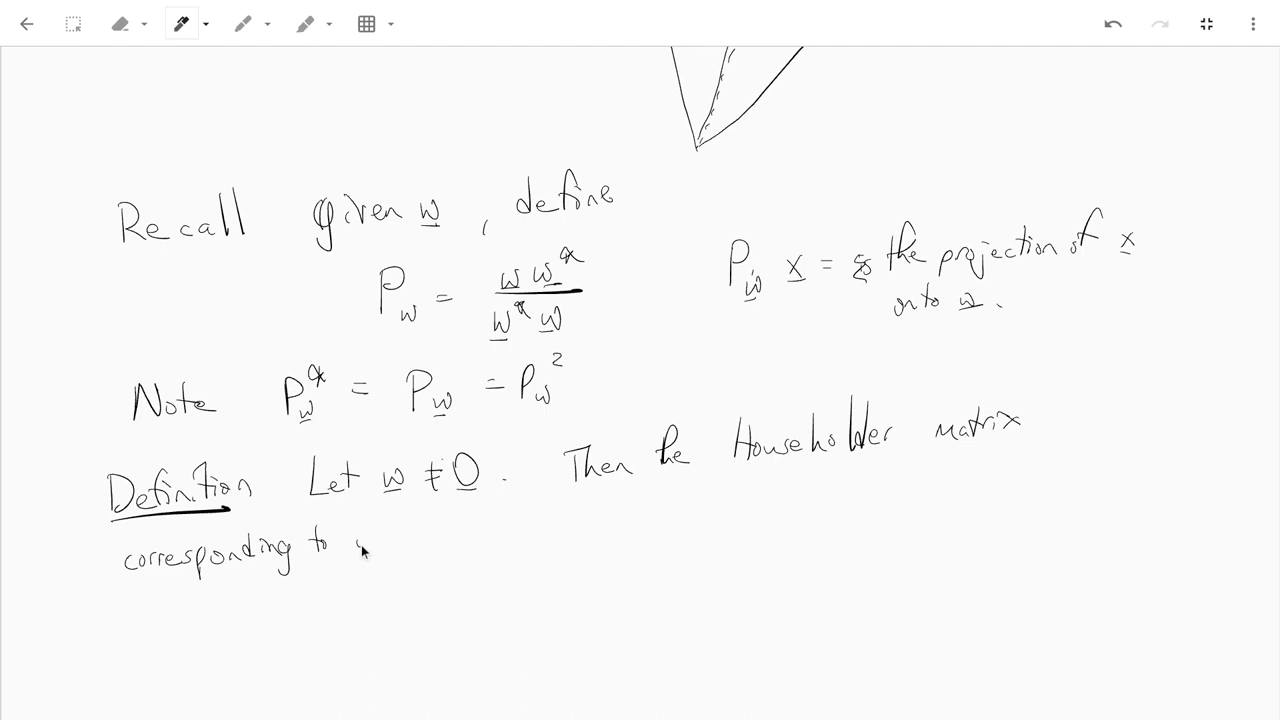 Recall given w, define
P_w = w w* / w* w
P_w x = the projection of x
onto w.
Note P_w* = P_w = P_w²
Definition Let w ≠ 0. Then the Householder matrix
corresponding to